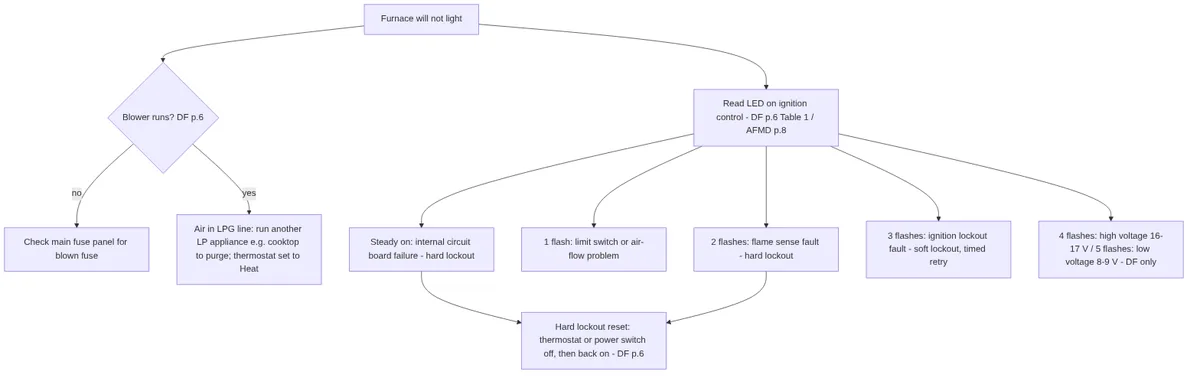 Furnace will not light
Blower runs? DF p.6
Read LED on ignition
control - DF p.6 Table 1 /
AFMD p.8
no
yes
Check main fuse panel for
blown fuse
Air in LPG line: run another
LP appliance e.g. cooktop
to purge; thermostat set to
Heat
Steady on: internal circuit
board failure - hard lockout
1 flash: limit switch or air-
flow problem
2 flashes: flame sense fault
- hard lockout
3 flashes: ignition lockout
fault - soft lockout, timed
retry
4 flashes: high voltage 16-
17 V / 5 flashes: low
voltage 8-9 V - DF only
Hard lockout reset:
thermostat or power switch
off, then back on - DF p.6